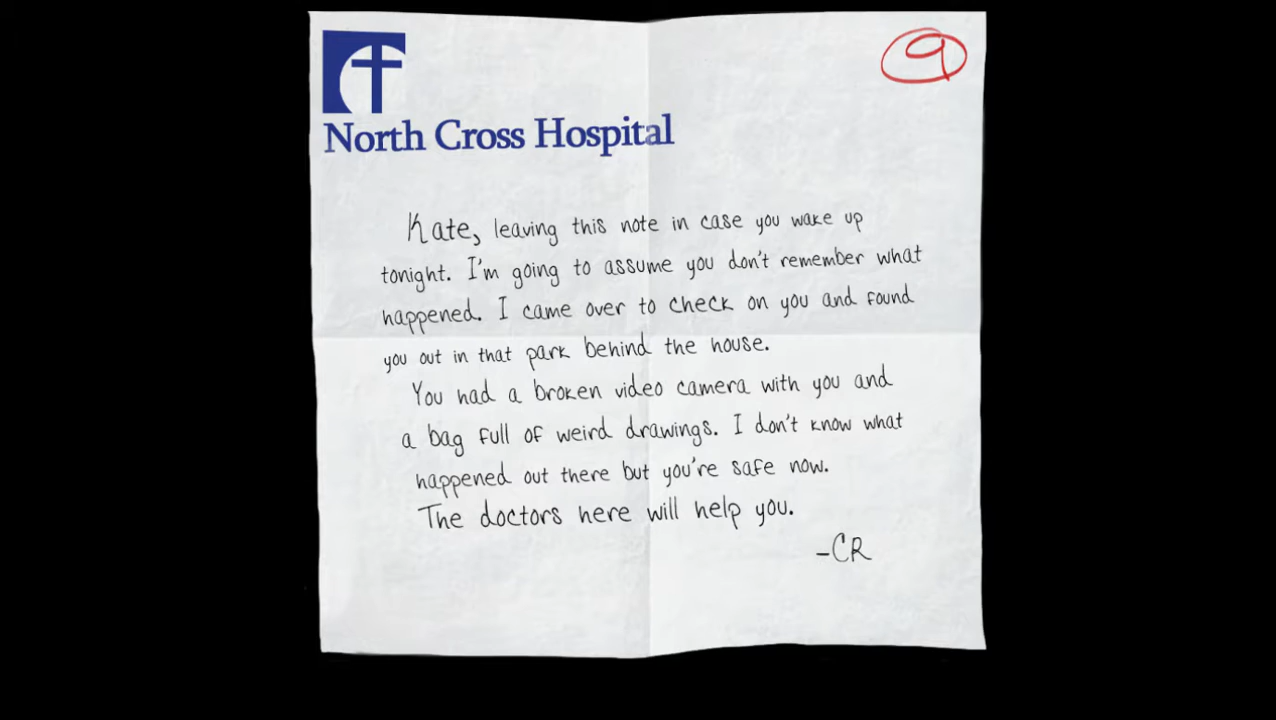 9
North Cross Hospital
Kate, leaving this note in case you wake up
tonight. I'm going to assume you don't remember what
happened. I came over to check on you and found
you out in that park behind the house.
You had a broken video camera with you and
a bag full of weird drawings. I don't know what
happened out there but you're safe now.
The doctors here will help you.
-CR